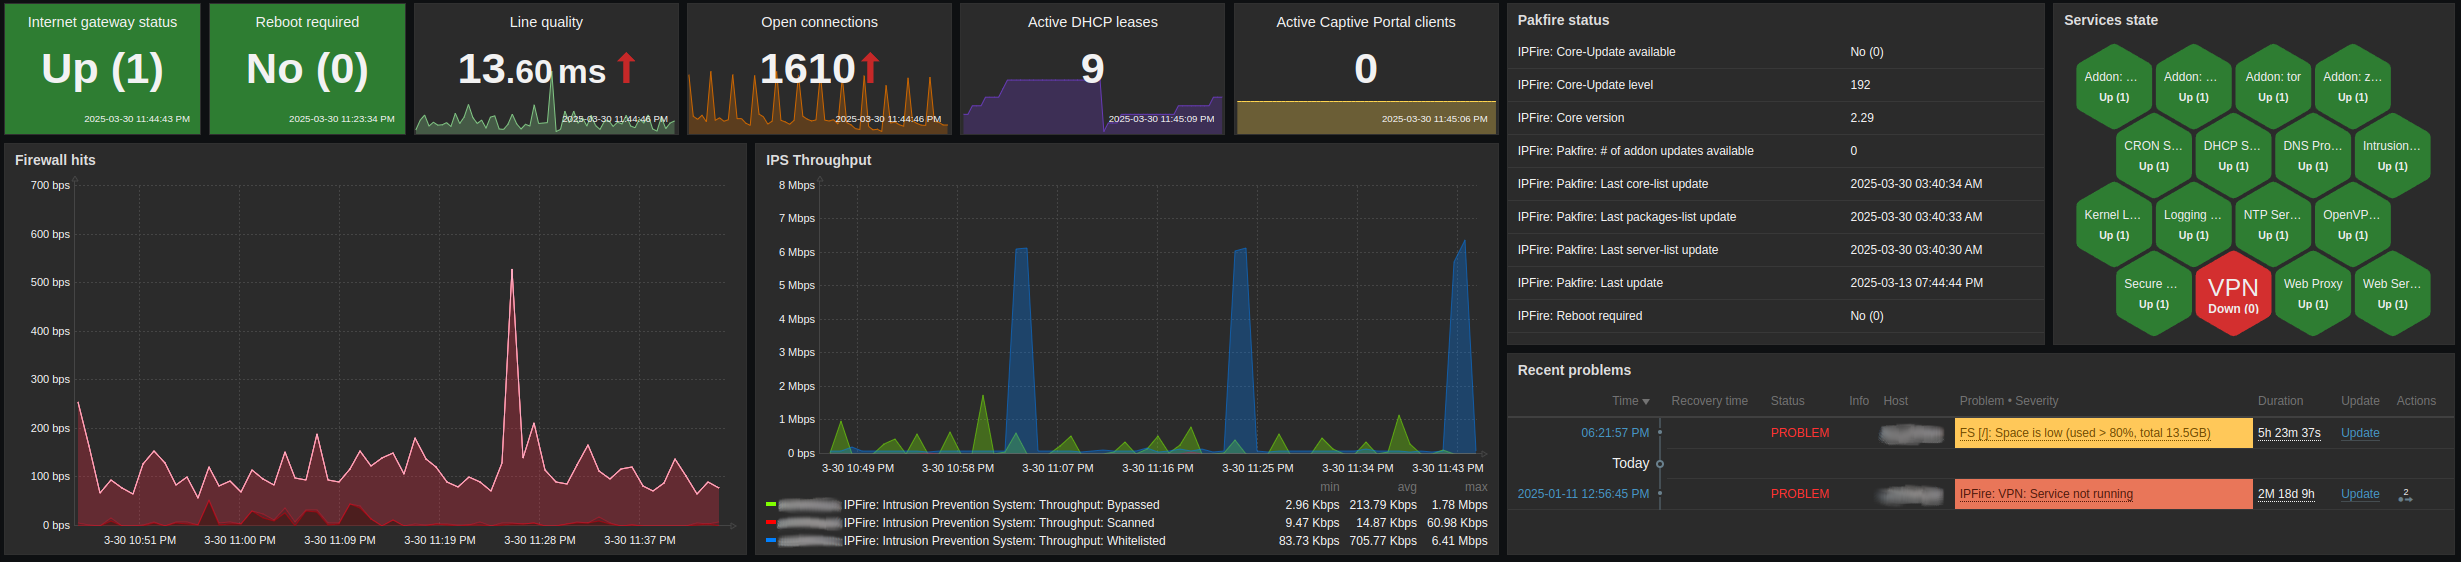 Internet gateway status
Up (1)
2025-03-30 11:44:43 PM
Reboot required
No (0)
2025-03-30 11:23:34 PM
Line quality
13.60 ms
2025-03-30 11:44:46 PM
Open connections
1610
2025-03-30 11:44:46 PM
Active DHCP leases
9
2025-03-30 11:45:09 PM
Active Captive Portal clients
0
2025-03-30 11:45:06 PM
Pakfire status
IPFire: Core-Update available No (0)
IPFire: Core-Update level 192
IPFire: Core version 2.29
IPFire: Pakfire: # of addon updates available 0
IPFire: Pakfire: Last core-list update 2025-03-30 03:40:34 AM
IPFire: Pakfire: Last packages-list update 2025-03-30 03:40:33 AM
IPFire: Pakfire: Last server-list update 2025-03-30 03:40:30 AM
IPFire: Pakfire: Last update 2025-03-13 07:44:44 PM
IPFire: Reboot required No (0)
Services state
Addon: ... Addon: ... Addon: tor Addon: z...
Up (1) Up (1) Up (1) Up (1)
CRON S... DHCP S... DNS Pro... Intrusion...
Up (1) Up (1) Up (1) Up (1)
Kernel L... Logging ... NTP Ser... OpenVP...
Up (1) Up (1) Up (1) Up (1)
Secure ... VPN Web Proxy Web Ser...
Up (1) Down (0) Up (1) Up (1)
Firewall hits
700 bps
600 bps
500 bps
400 bps
300 bps
200 bps
100 bps
0 bps
3-30 10:51 PM 3-30 11:00 PM 3-30 11:09 PM 3-30 11:19 PM 3-30 11:28 PM 3-30 11:37 PM
IPS Throughput
8 Mbps
7 Mbps
6 Mbps
5 Mbps
4 Mbps
3 Mbps
2 Mbps
1 Mbps
0 bps
3-30 10:49 PM 3-30 10:58 PM 3-30 11:07 PM 3-30 11:16 PM 3-30 11:25 PM 3-30 11:34 PM 3-30 11:43 PM
min avg max
IPFire: Intrusion Prevention System: Throughput: Bypassed 2.96 Kbps 213.79 Kbps 1.78 Mbps
IPFire: Intrusion Prevention System: Throughput: Scanned 9.47 Kbps 14.87 Kbps 60.98 Kbps
IPFire: Intrusion Prevention System: Throughput: Whitelisted 83.73 Kbps 705.77 Kbps 6.41 Mbps
Recent problems
Time Recovery time Status Info Host Problem • Severity Duration Update Actions
06:21:57 PM PROBLEM FS [/]: Space is low (used > 80%, total 13.5GB) 5h 23m 37s Update
Today
2025-01-11 12:56:45 PM PROBLEM IPFire: VPN: Service not running 2M 18d 9h Update 2